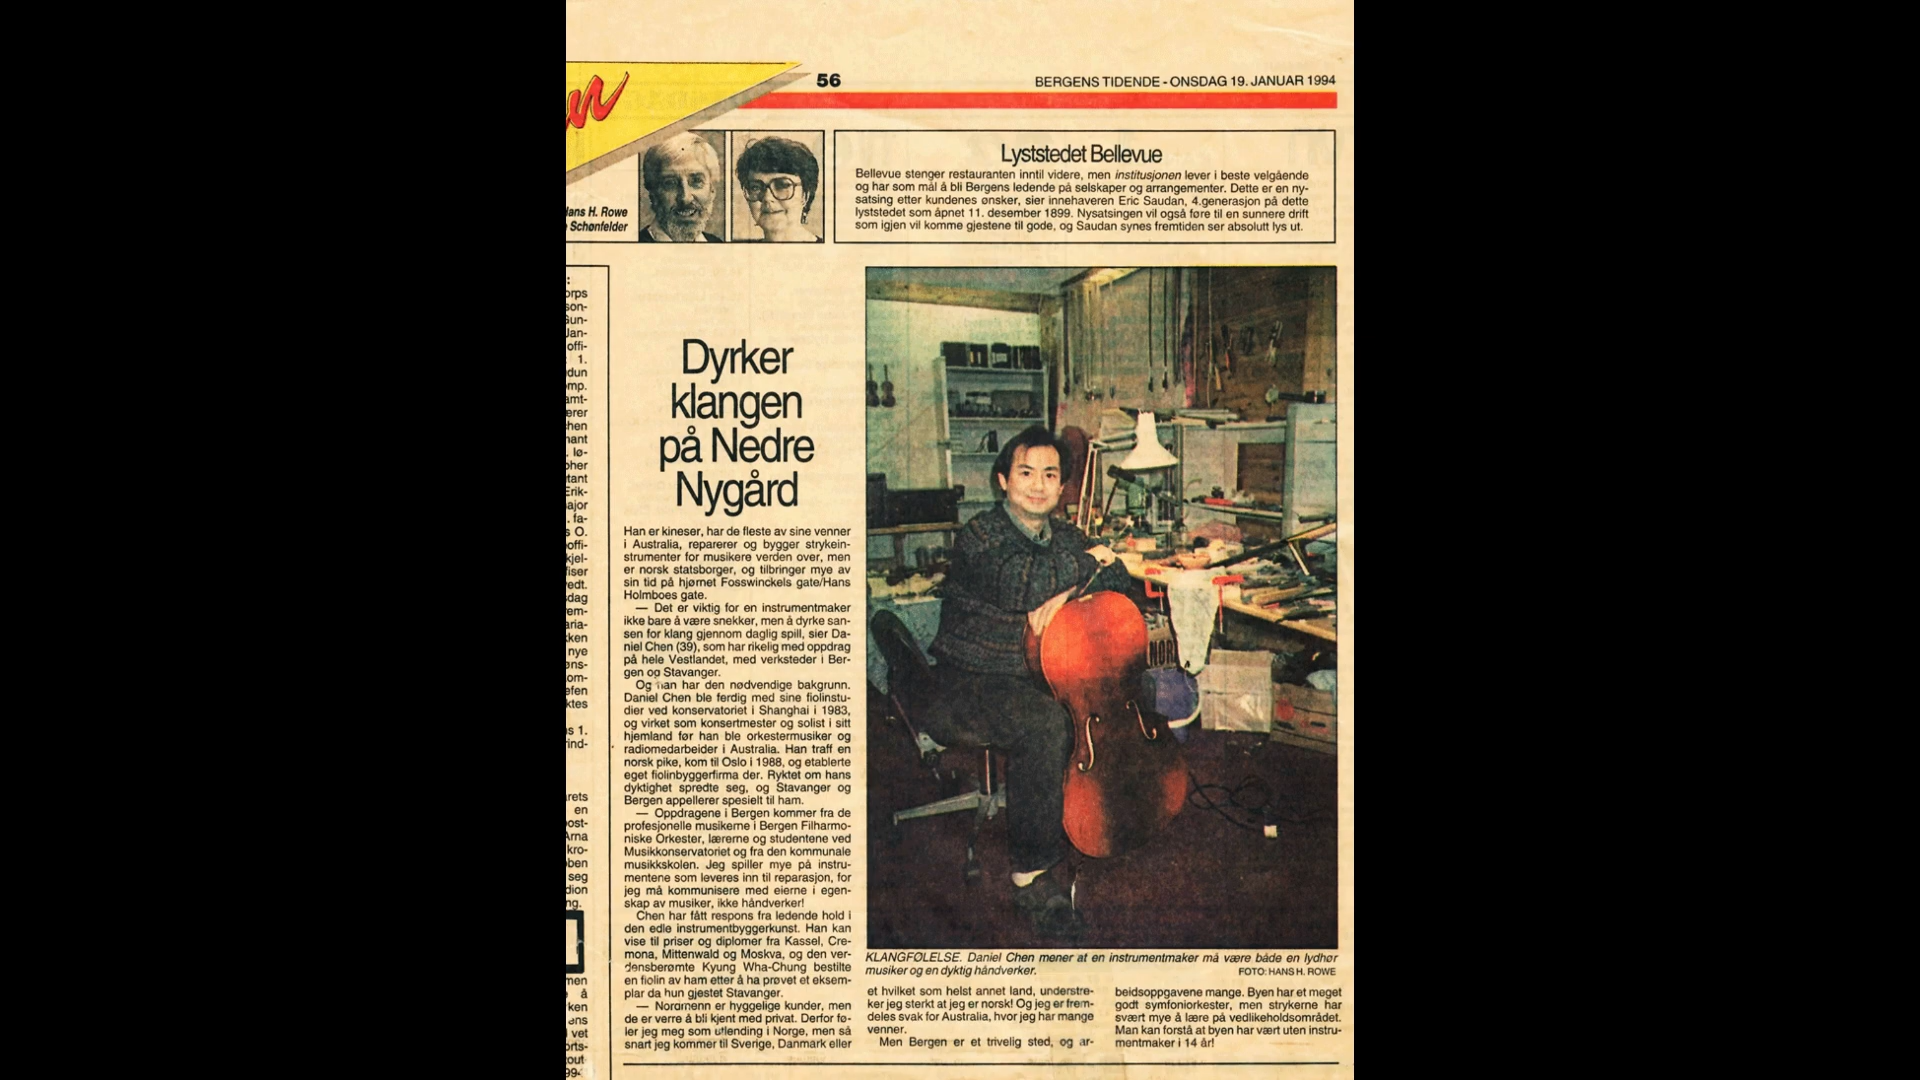 56
BERGENS TIDENDE - ONSDAG 19. JANUAR 1994
Hans H. Rowe
Schønfelder
Lyststedet Bellevue
Bellevue stenger restauranten inntil videre, men institusjonen lever i beste velgående
og har som mål å bli Bergens ledende på selskaper og arrangementer. Dette er en ny-
satsing etter kundenes ønsker, sier innehaveren Eric Saudan, 4.generasjon på dette
lyststedet som åpnet 11. desember 1899. Nysatsingen vil også føre til en sunnere drift
som igjen vil komme gjestene til gode, og Saudan synes fremtiden ser absolutt lys ut.
Dyrker
klangen
på Nedre
Nygård
Han er kineser, har de fleste av sine venner
i Australia, reparerer og bygger strykein-
strumenter for musikere verden over, men
er norsk statsborger, og tilbringer mye av
sin tid på hjørnet Fosswinckels gate/Hans
Holmboes gate.
— Det er viktig for en instrumentmaker
ikke bare å være snekker, men å dyrke san-
sen for klang gjennom daglig spill, sier Da-
niel Chen (39), som har rikelig med oppdrag
på hele Vestlandet, med verksteder i Ber-
gen og Stavanger.
Og han har den nødvendige bakgrunn.
Daniel Chen ble ferdig med sine fiolinstu-
dier ved konservatoriet i Shanghai i 1983,
og virket som konsertmester og solist i sitt
hjemland før han ble orkestermusiker og
radiomedarbeider i Australia. Han traff en
norsk pike, kom til Oslo i 1988, og etablerte
eget fiolinbyggerfirma der. Ryktet om hans
dyktighet spredte seg, og Stavanger og
Bergen appellerer spesielt til ham.
— Oppdragene i Bergen kommer fra de
profesjonelle musikerne i Bergen Filharmo-
niske Orkester, lærerne og studentene ved
Musikkonservatoriet og fra den kommunale
musikkskolen. Jeg spiller mye på instru-
mentene som leveres inn til reparasjon, for
jeg må kommunisere med eierne i egen-
skap av musiker, ikke håndverker!
Chen har fått respons fra ledende hold i
den edle instrumentbyggerkunst. Han kan
vise til priser og diplomer fra Kassel, Cre-
mona, Mittenwald og Moskva, og den ver-
densberømte Kyung Wha-Chung bestilte
en fiolin av ham etter å ha prøvet et eksem-
plar da hun gjestet Stavanger.
— Nordmenn er hyggelige kunder, men
de er verre å bli kjent med privat. Derfor fø-
ler jeg meg som utlending i Norge, men så
snart jeg kommer til Sverige, Danmark eller
KLANGFØLELSE. Daniel Chen mener at en instrumentmaker må være både en lydhør
musiker og en dyktig håndverker.
FOTO: HANS H. ROWE
et hvilket som helst annet land, understre-
ker jeg sterkt at jeg er norsk! Og jeg er frem-
deles svak for Australia, hvor jeg har mange
venner.
Men Bergen er et trivelig sted, og ar-
beidsoppgavene mange. Byen har et meget
godt symfoniorkester, men strykerne har
svært mye å lære på vedlikeholdsområdet.
Man kan forstå at byen har vært uten instru-
mentmaker i 14 år!